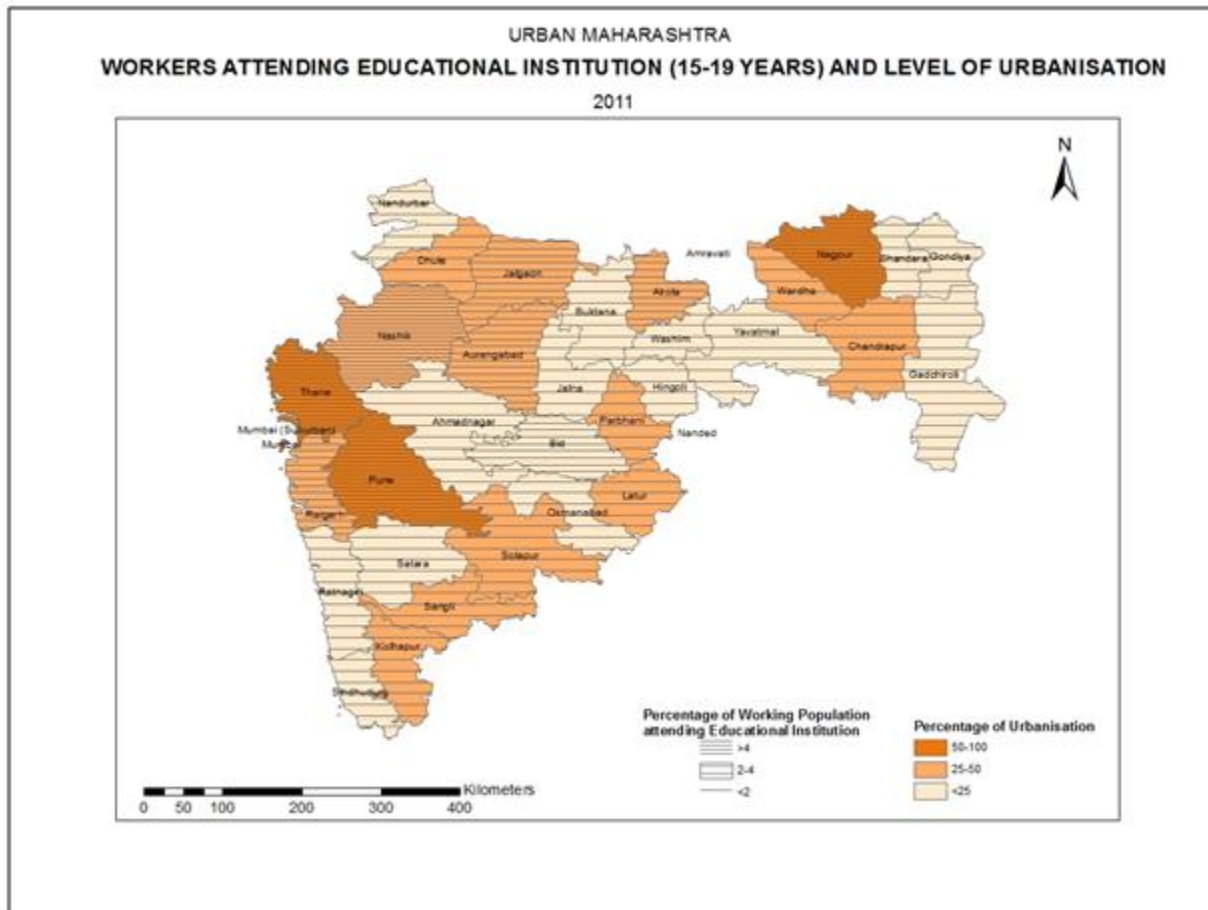 URBAN MAHARASHTRA
WORKERS ATTENDING EDUCATIONAL INSTITUTION (15-19 YEARS) AND LEVEL OF URBANISATION
2011
N
Nandurbar
Dhule
Jalgaon
Amravati
Nagpur
Bhandara
Gondiya
Akola
Wardha
Buldana
Nashik
Washim
Yavatmal
Chandrapur
Aurangabad
Gadchiroli
Jalna
Hingoli
Thane
Ahmadnagar
Parbhani
Mumbai (Suburban)
Nanded
Mumbai
Bid
Pune
Latur
Raigarh
Osmanabad
Solapur
Satara
Ratnagiri
Sangli
Kolhapur
Sindhudurg
Percentage of Working Population
attending Educational Institution
>4
2-4
<2
Percentage of Urbanisation
50-100
25-50
<25
Kilometers
0 50 100 200 300 400